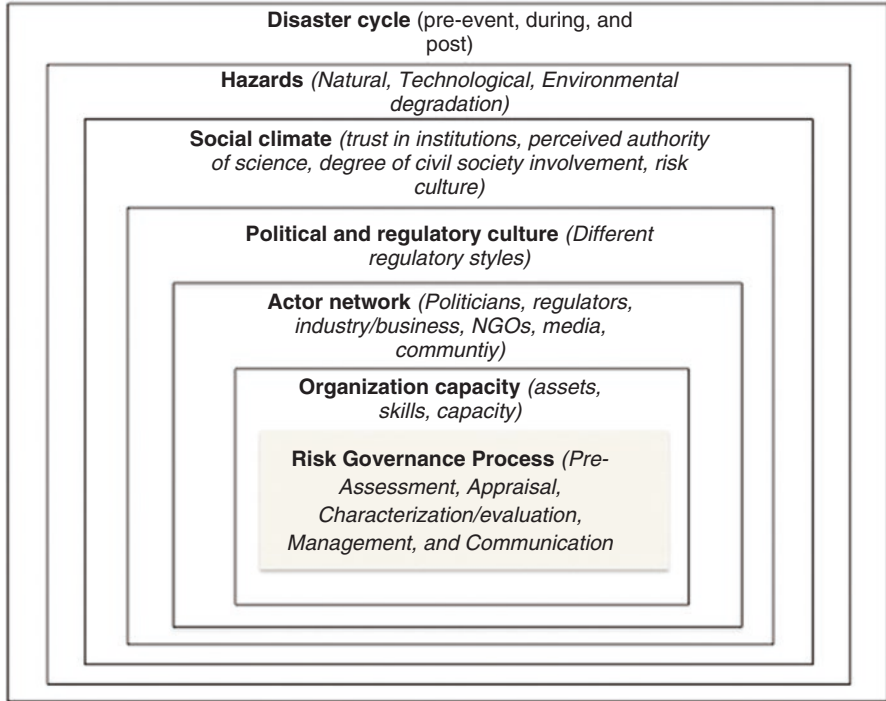 Disaster cycle (pre-event, during, and
post)
Hazards (Natural, Technological, Environmental
degradation)
Social climate (trust in institutions, perceived authority
of science, degree of civil society involvement, risk
culture)
Political and regulatory culture (Different
regulatory styles)
Actor network (Politicians, regulators,
industry/business, NGOs, media,
communtiy)
Organization capacity (assets,
skills, capacity)
Risk Governance Process (Pre-
Assessment, Appraisal,
Characterization/evaluation,
Management, and Communication